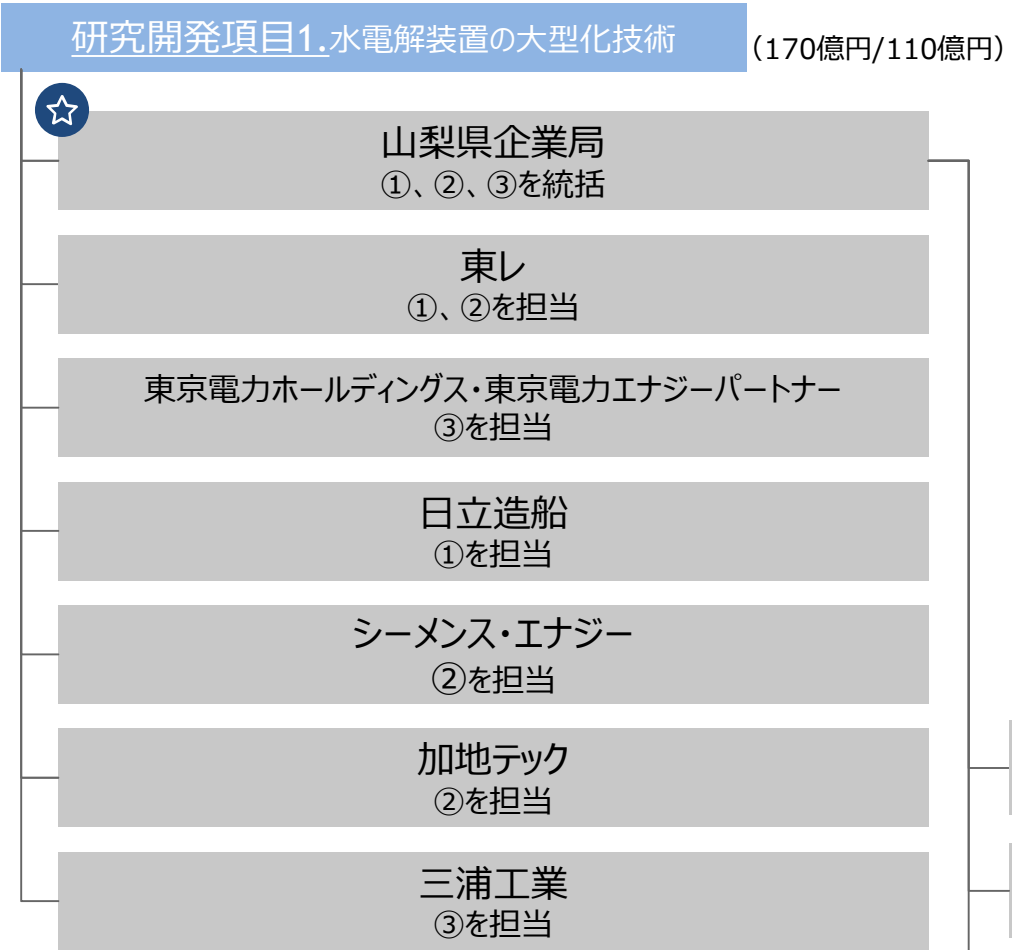 研究開発項目1.水電解装置の大型化技術
（170億円/110億円）
山梨県企業局
①、②、③を統括
東レ
①、②を担当
東京電力ホールディングス・東京電力エナジーパートナー
③を担当
日立造船
①を担当
シーメンス・エナジー
②を担当
加地テック
②を担当
三浦工業
③を担当